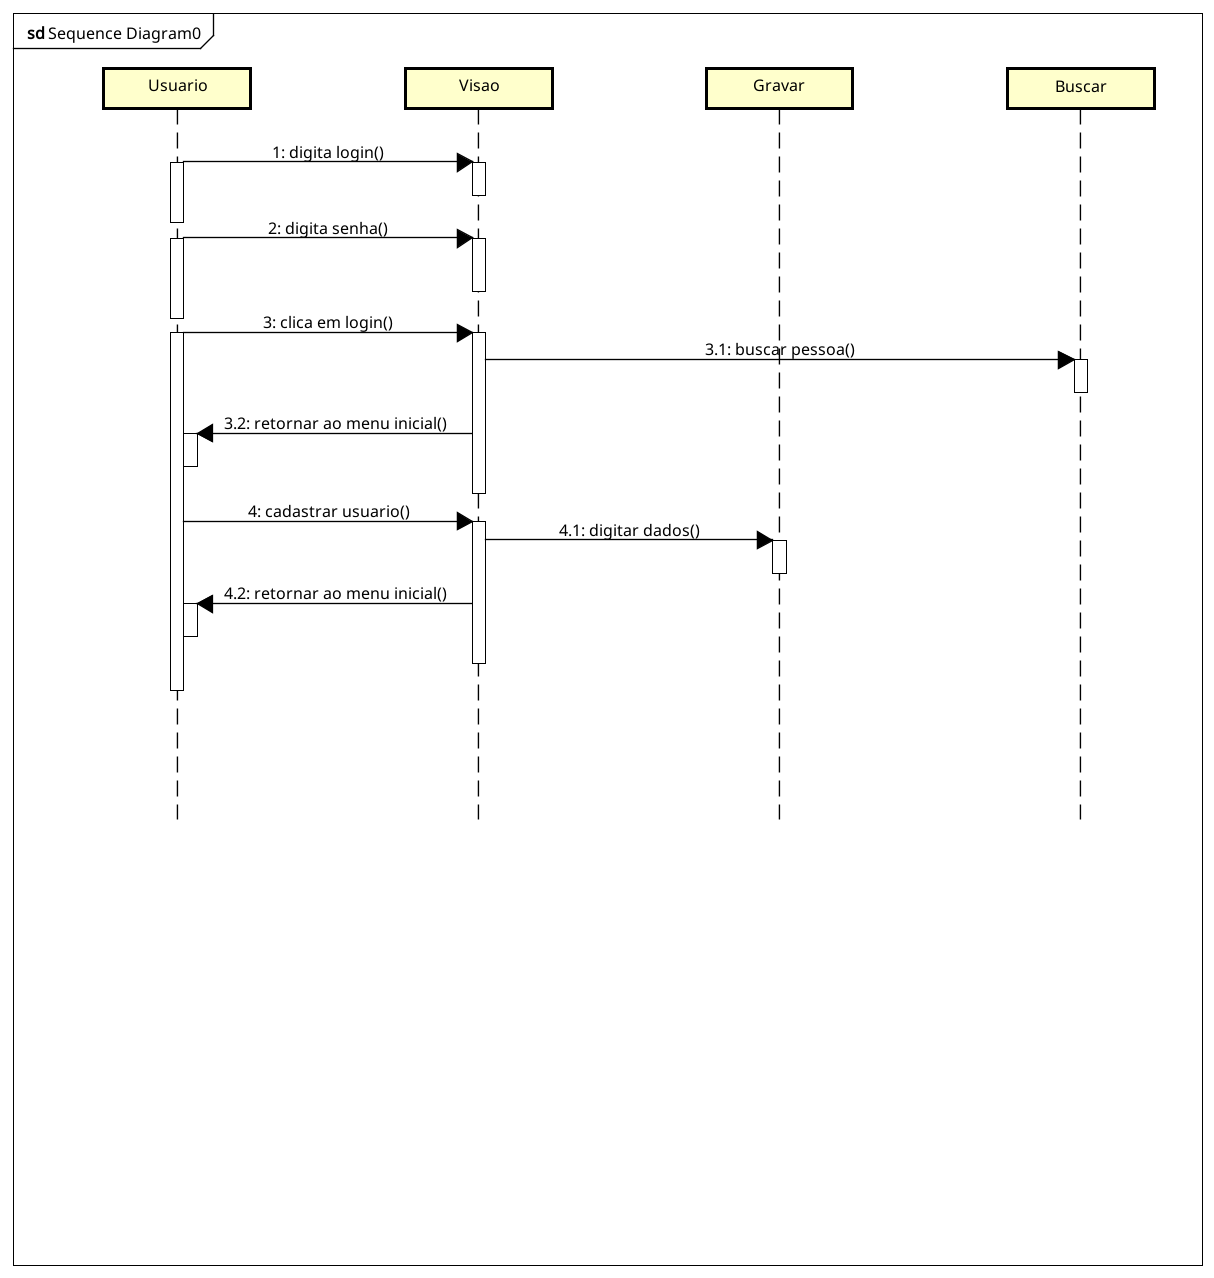 sd Sequence Diagram0
Usuario
Visao
Gravar
Buscar
1: digita login()
2: digita senha()
3: clica em login()
3.1: buscar pessoa()
3.2: retornar ao menu inicial()
4: cadastrar usuario()
4.1: digitar dados()
4.2: retornar ao menu inicial()